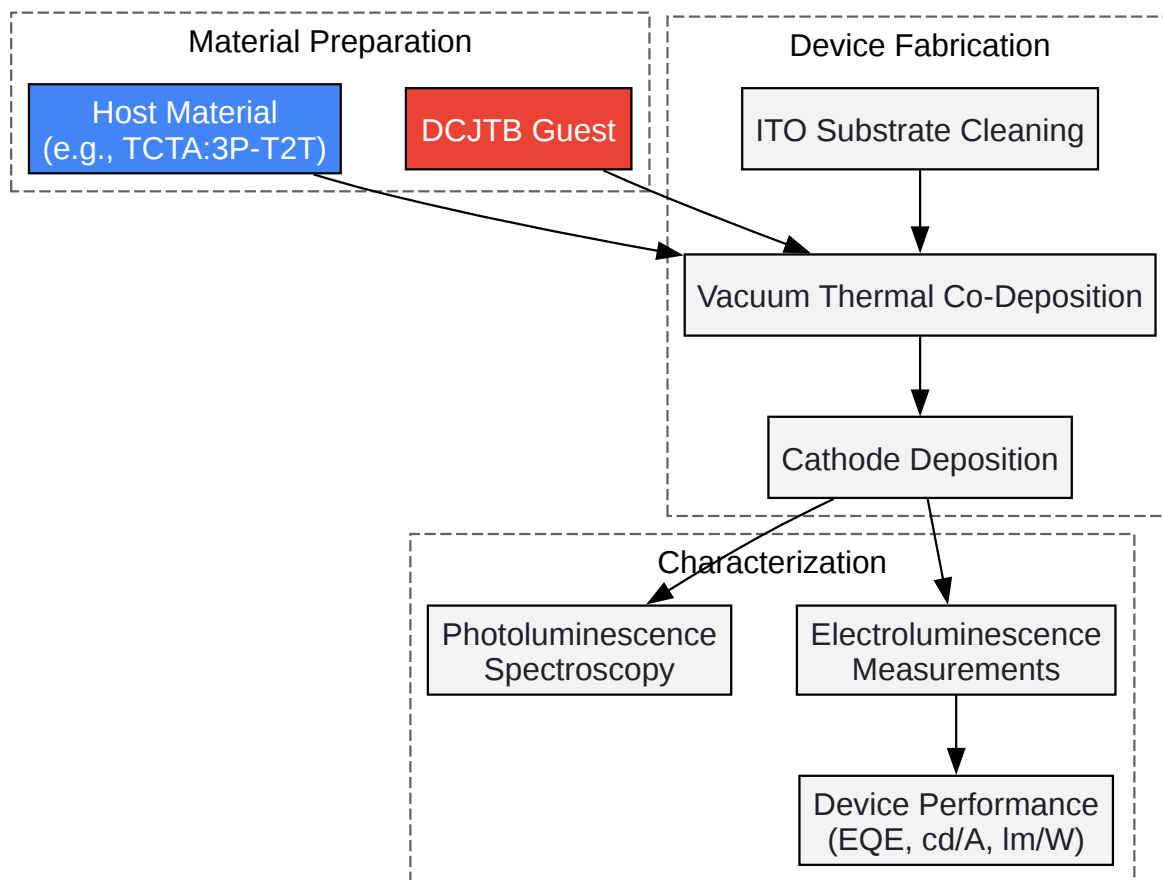 Material Preparation
Host Material
(e.g., TCTA:3P-T2T)
DCJTB Guest
Device Fabrication
ITO Substrate Cleaning
Vacuum Thermal Co-Deposition
Cathode Deposition
Characterization
Photoluminescence
Spectroscopy
Electroluminescence
Measurements
Device Performance
(EQE, cd/A, lm/W)